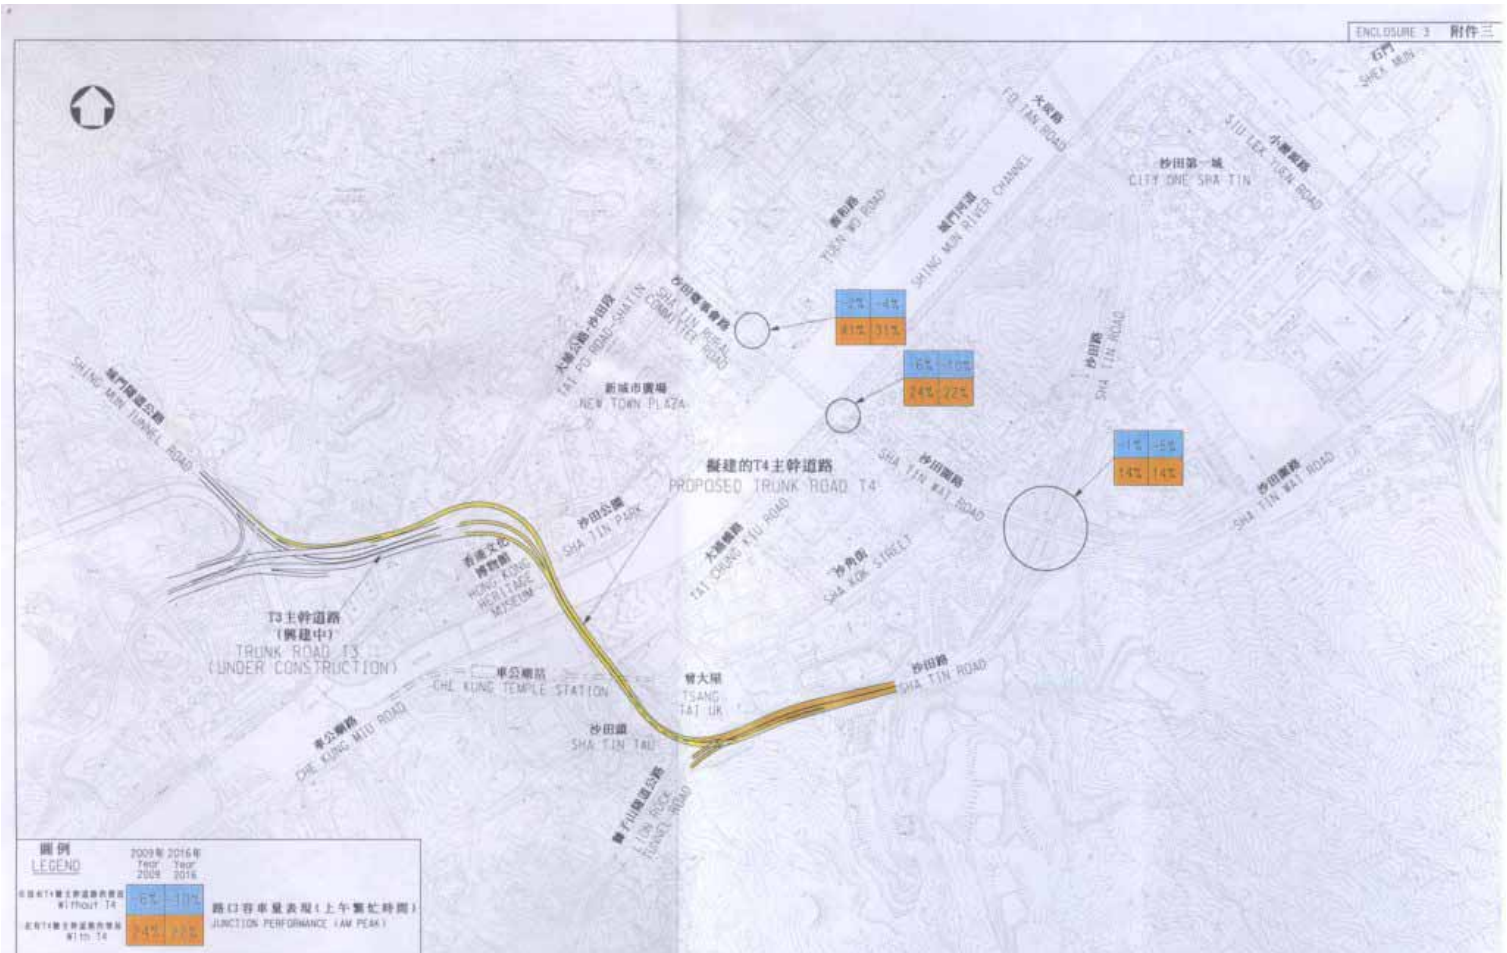 ENCLOSURE 3 附件三
石門
SHEK MUN
火炭路
FO TAN ROAD
小瀝源路
SIU LEK YUEN ROAD
沙田第一城
CITY ONE SHA TIN
源和路
YUEN WO ROAD
城門河道
SHING MUN RIVER CHANNEL
沙田鄉事會路
SHA TIN RURAL
COMMITTEE ROAD
大埔公路-沙田段
TAI PO ROAD-SHATIN
-2% -4%
31%
-6% -10%
24% 22%
沙田路
SHA TIN ROAD
城門隧道公路
SHING MUN TUNNEL ROAD
新城市廣場
NEW TOWN PLAZA
-1% -5%
14% 14%
擬建的T4主幹道路
PROPOSED TRUNK ROAD T4
沙田圍路
SHA TIN WAI ROAD
沙田圍路
SHA TIN WAI ROAD
沙田公園
SHA TIN PARK
大涌橋路
TAI CHUNG KIU ROAD
沙角街
SHA KOK STREET
香港文化
博物館
HONG KONG
HERITAGE
MUSEUM
T3主幹道路
(興建中)
TRUNK ROAD T3
(UNDER CONSTRUCTION)
車公廟站
CHE KUNG TEMPLE STATION
曾大屋
TSANG
TAI UK
沙田路
SHA TIN ROAD
車公廟路
CHE KUNG MIU ROAD
沙田頭
SHA TIN TAU
獅子山隧道公路
LION ROCK
TUNNEL ROAD
圖例
LEGEND
2009年 2016年
Year Year
2009 2016
Without T4
-6% -10%
With T4
24% 22%
路口容車量表現(上午繁忙時間)
JUNCTION PERFORMANCE (AM PEAK)